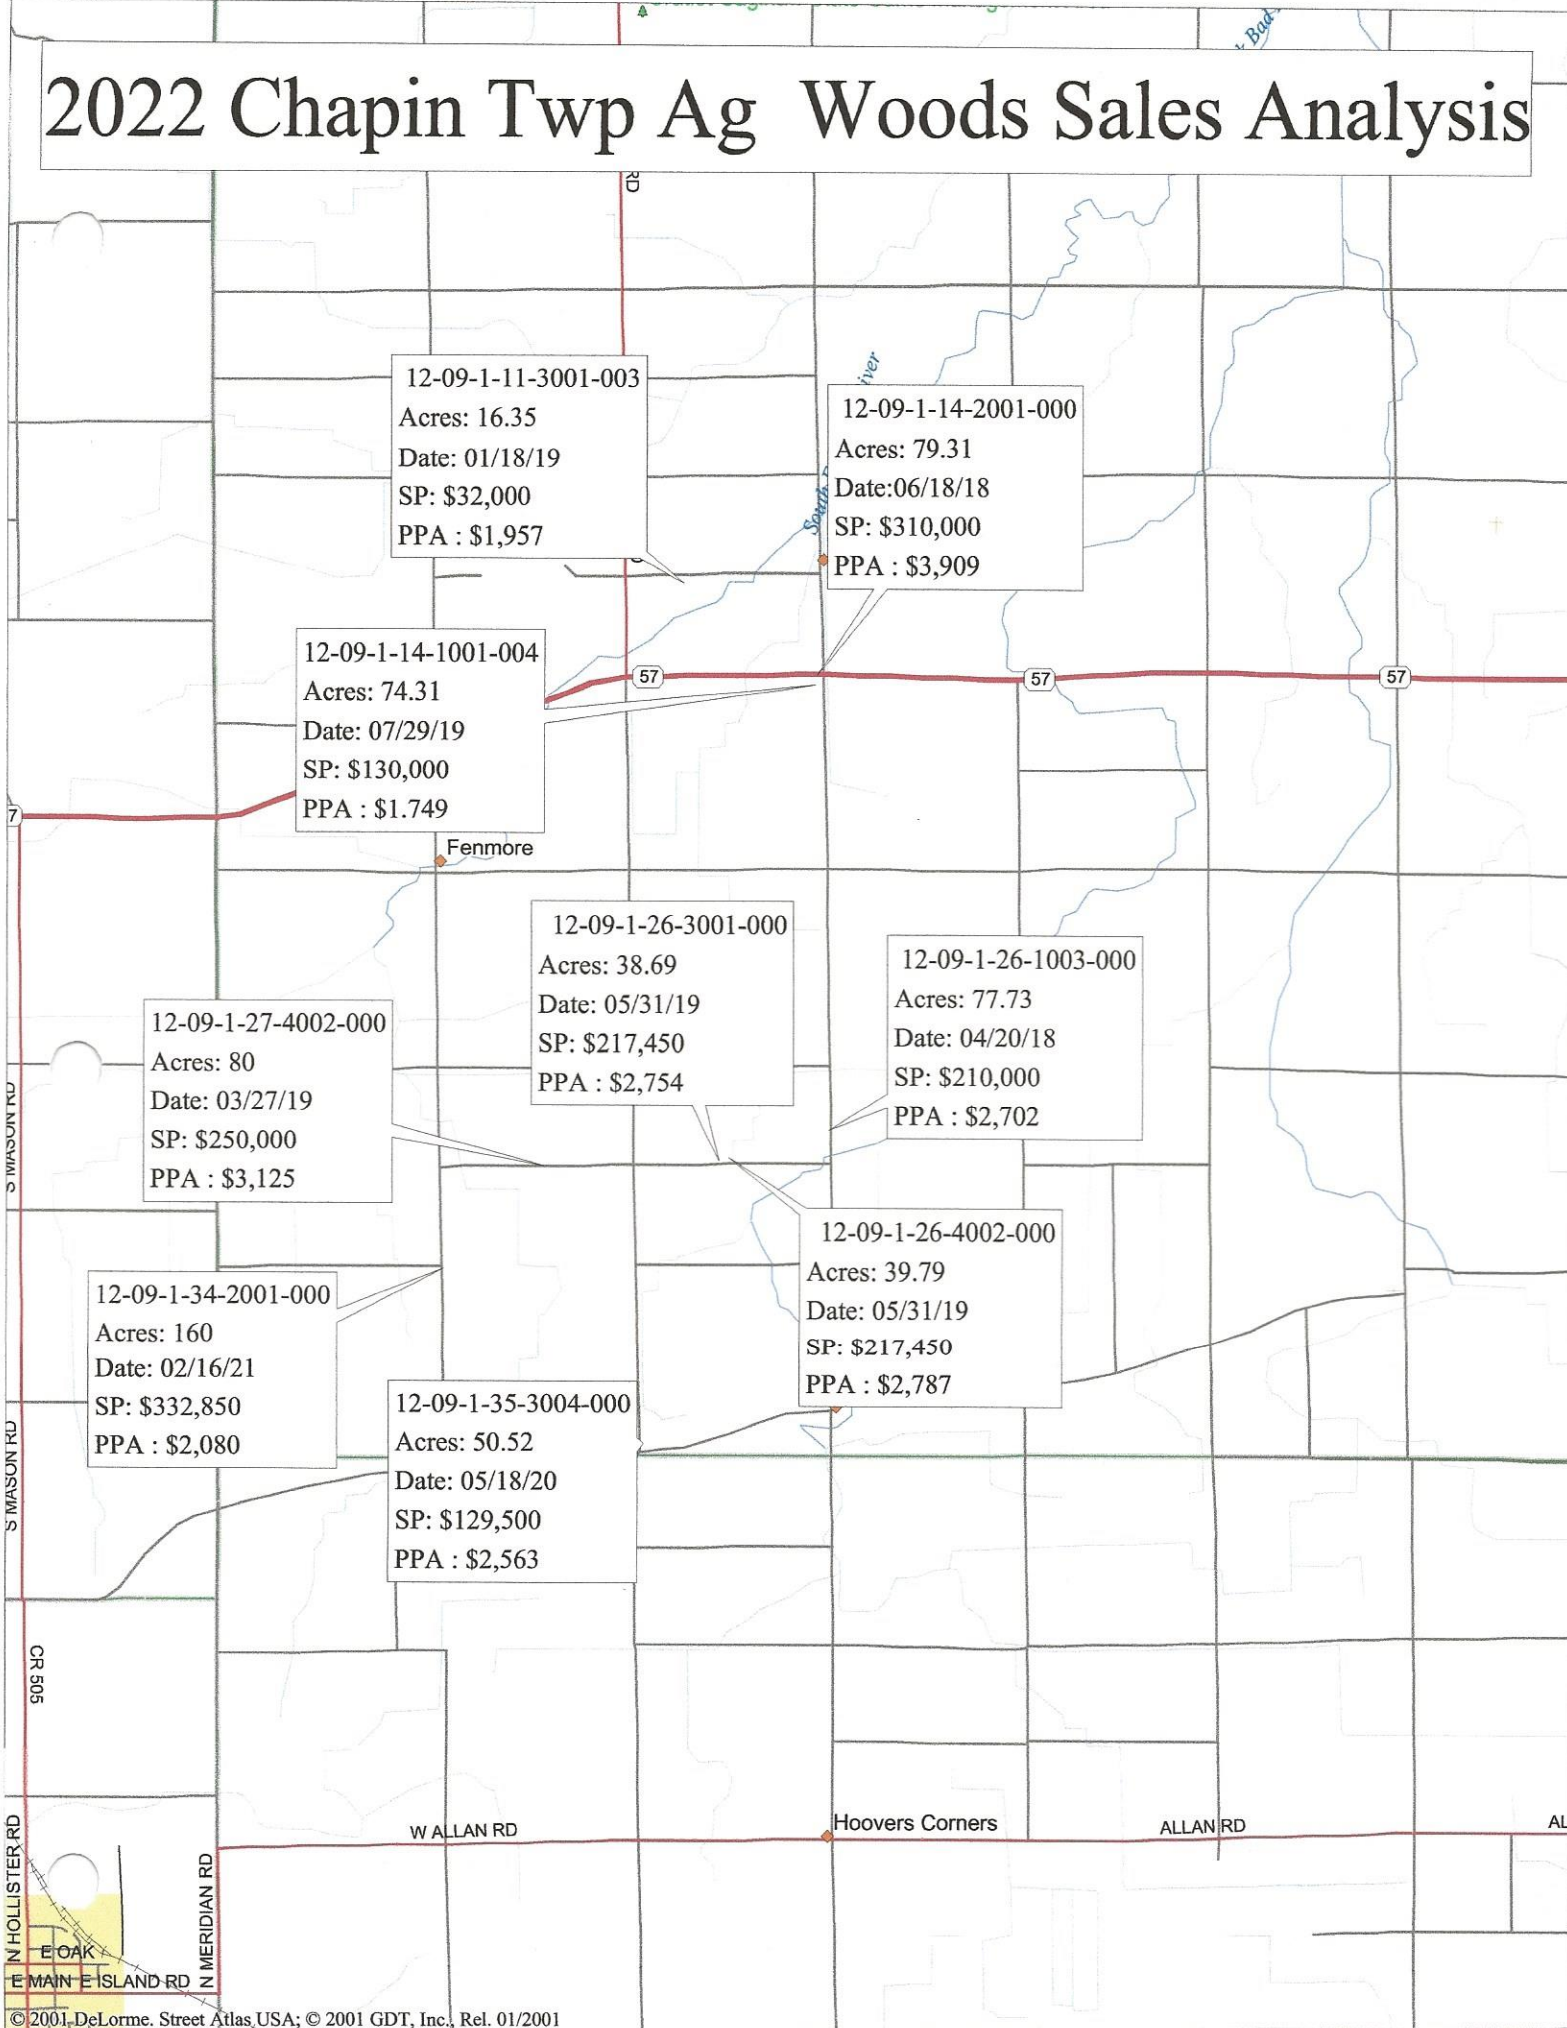 k Bad
2022 Chapin Twp Ag Woods Sales Analysis
RD
12-09-1-11-3001-003
Acres: 16.35
Date: 01/18/19
SP: $32,000
PPA : $1,957
iver
South
12-09-1-14-2001-000
Acres: 79.31
Date:06/18/18
SP: $310,000
PPA : $3,909
12-09-1-14-1001-004
Acres: 74.31
Date: 07/29/19
SP: $130,000
PPA : $1.749
57
57
57
7
Fenmore
12-09-1-26-3001-000
Acres: 38.69
Date: 05/31/19
SP: $217,450
PPA : $2,754
12-09-1-26-1003-000
Acres: 77.73
Date: 04/20/18
SP: $210,000
PPA : $2,702
12-09-1-27-4002-000
Acres: 80
Date: 03/27/19
SP: $250,000
PPA : $3,125
S MASON RD
12-09-1-26-4002-000
Acres: 39.79
Date: 05/31/19
SP: $217,450
PPA : $2,787
12-09-1-34-2001-000
Acres: 160
Date: 02/16/21
SP: $332,850
PPA : $2,080
12-09-1-35-3004-000
Acres: 50.52
Date: 05/18/20
SP: $129,500
PPA : $2,563
S MASON RD
CR 505
W ALLAN RD
Hoovers Corners
ALLAN RD
AL
N HOLLISTER RD
N MERIDIAN RD
E OAK
E MAIN E ISLAND RD
© 2001 DeLorme. Street Atlas USA; © 2001 GDT, Inc., Rel. 01/2001